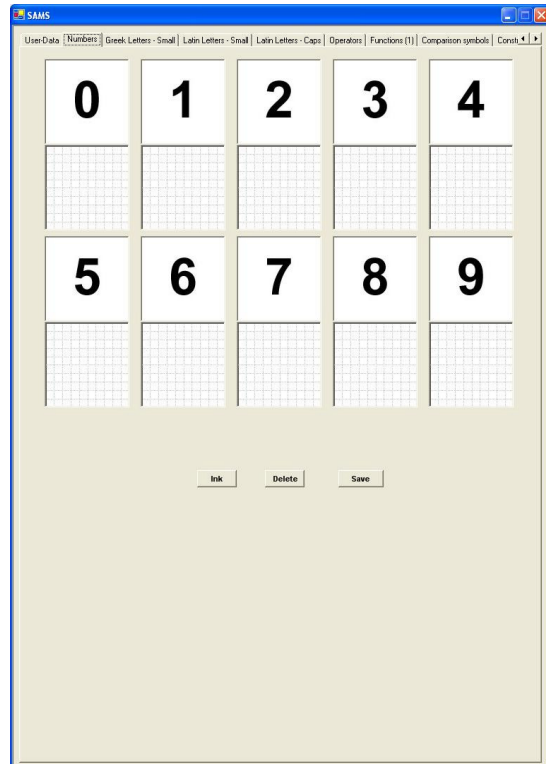 SAMS
User-Data Numbers Greek Letters - Small Latin Letters - Small Latin Letters - Caps Operators Functions (1) Comparison symbols Consti
0 1 2 3 4
5 6 7 8 9
Ink Delete Save